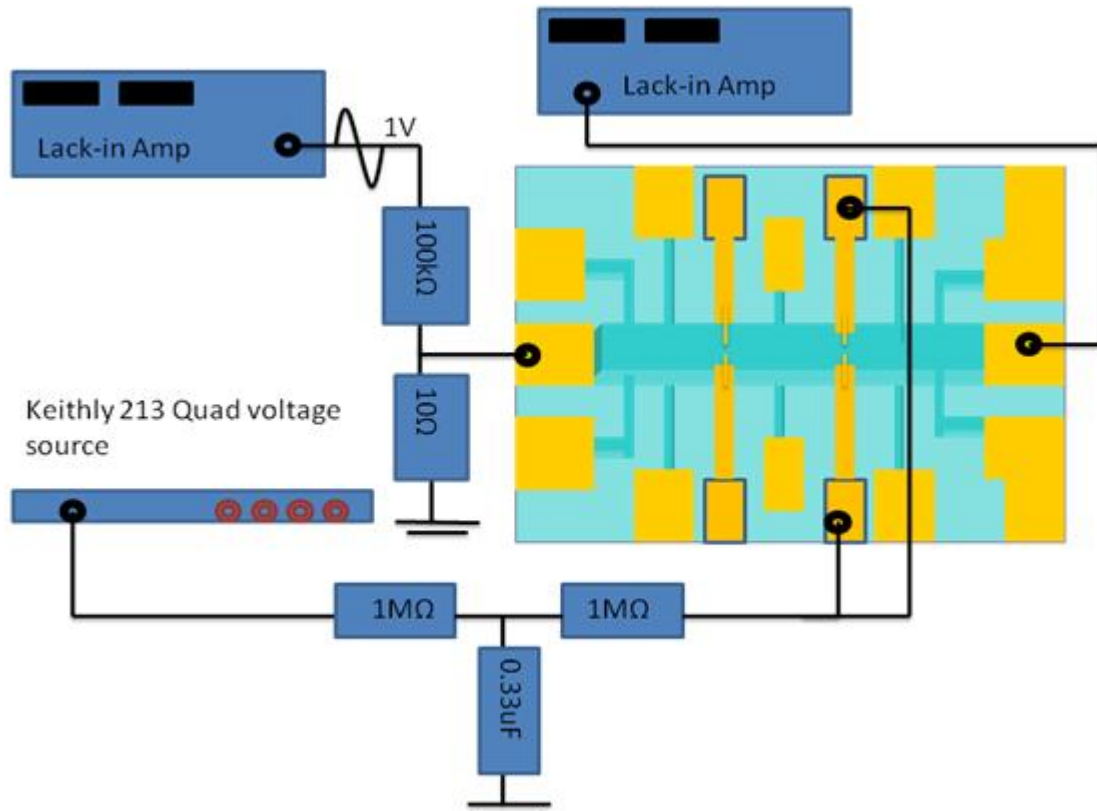 Lack-in Amp
Lack-in Amp
1V
100kΩ
10Ω
Keithly 213 Quad voltage
source
1MΩ
1MΩ
0.33uF